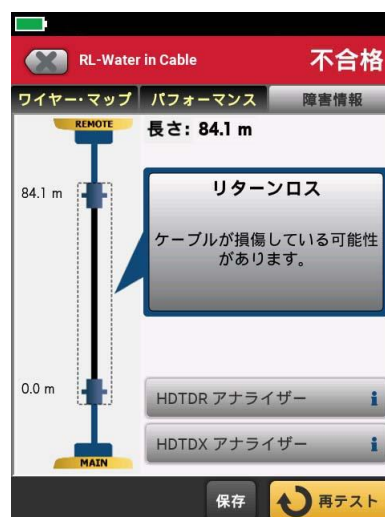 RL-Water in Cable
不合格
ワイヤー・マップ
パフォーマンス
障害情報
REMOTE
長さ: 84.1 m
84.1 m
リターンロス
ケーブルが損傷している可能性
があります。
0.0 m
HDTDR アナライザー
HDTDX アナライザー
MAIN
保存
再テスト